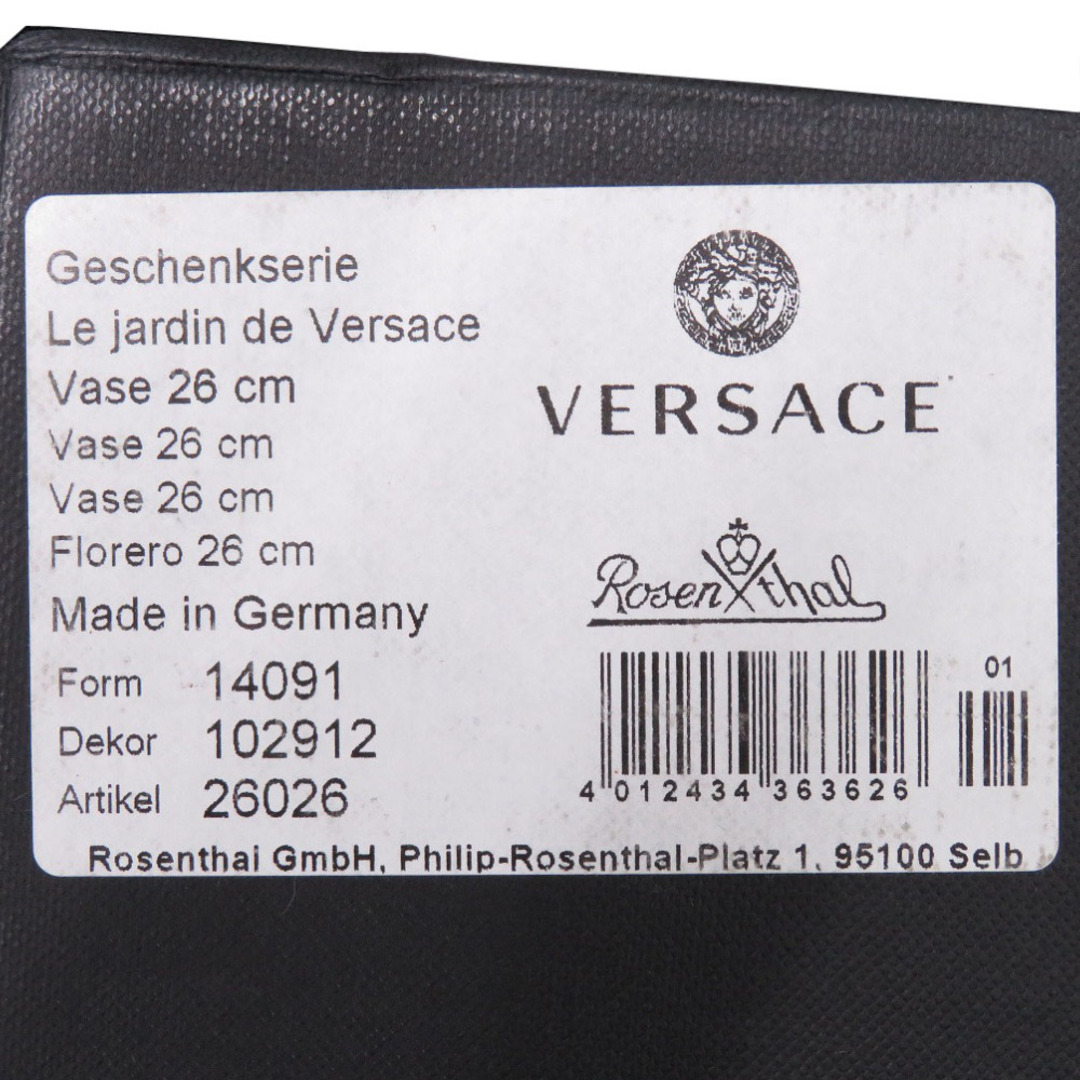 Geschenkserie
Le jardin de Versace
Vase 26 cm
Vase 26 cm
Vase 26 cm
Florero 26 cm
Made in Germany
Form 14091
Dekor 102912
Artikel 26026
VERSACE
Rosenthal
01
4 012434 363626
Rosenthal GmbH, Philip-Rosenthal-Platz 1, 95100 Selb